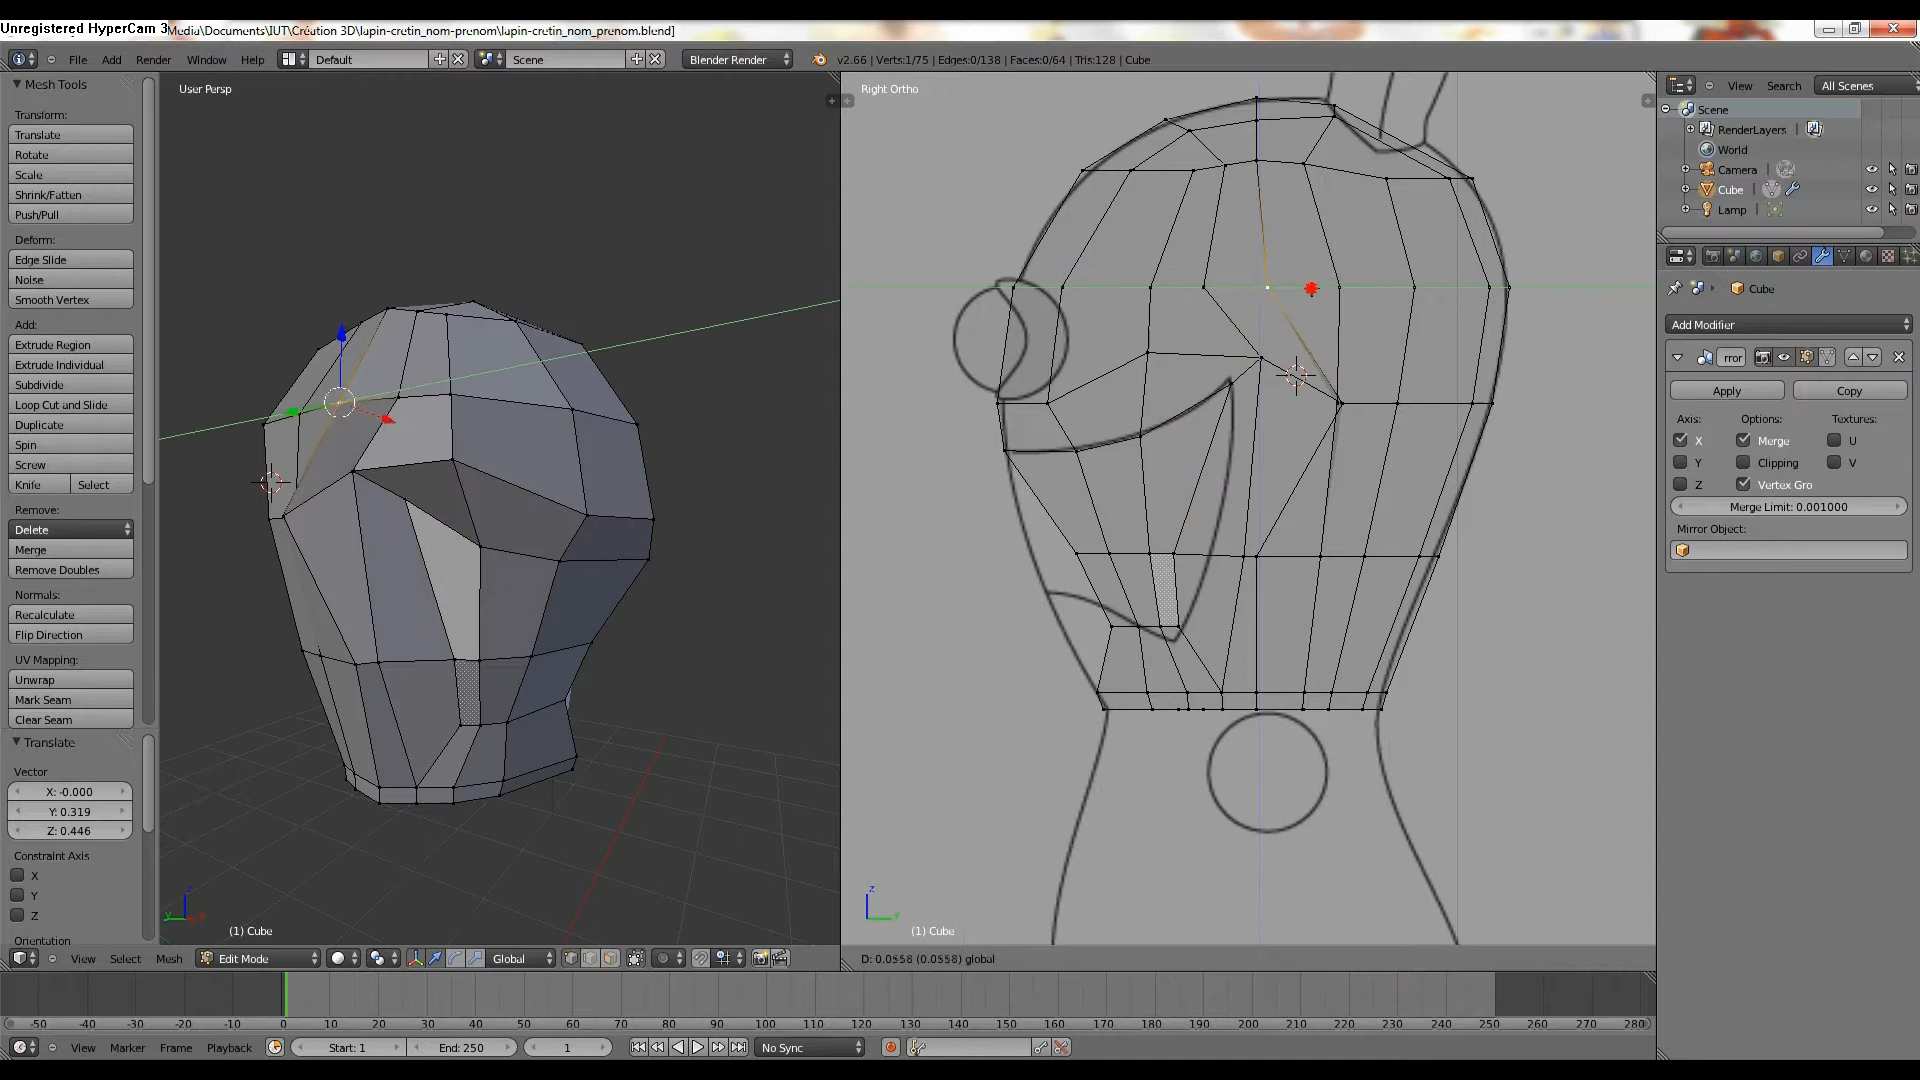 Unregistered HyperCam 3
Media\Documents\IUT\Création 3D\lapin-cretin_nom-prenom\lapin-cretin_nom_prenom.blend]
File Add Render Window Help Default Scene Blender Render v2.66 | Verts:1/75 | Edges:0/138 | Faces:0/64 | Tris:128 | Cube
Mesh Tools
Transform:
Translate
Rotate
Scale
Shrink/Fatten
Push/Pull
Deform:
Edge Slide
Noise
Smooth Vertex
Add:
Extrude Region
Extrude Individual
Subdivide
Loop Cut and Slide
Duplicate
Spin
Screw
Knife Select
Remove:
Delete
Merge
Remove Doubles
Normals:
Recalculate
Flip Direction
UV Mapping:
Unwrap
Mark Seam
Clear Seam
Translate
Vector
X: -0.000
Y: 0.319
Z: 0.446
Constraint Axis
X
Y
Z
Orientation
User Persp
(1) Cube
View Select Mesh Edit Mode Global
Right Ortho
(1) Cube
D: 0.0558 (0.0558) global
View Search All Scenes
Scene
RenderLayers |
World
Camera |
Cube |
Lamp |
Cube
Add Modifier
rror
Apply Copy
Axis: Options: Textures:
X Merge U
Y Clipping V
Z Vertex Gro
Merge Limit: 0.001000
Mirror Object:
-50 -40 -30 -20 -10 0 10 20 30 40 50 60 70 80 90 100 110 120 130 140 150 160 170 180 190 200 210 220 230 240 250 260 270 280
View Marker Frame Playback Start: 1 End: 250 1 No Sync